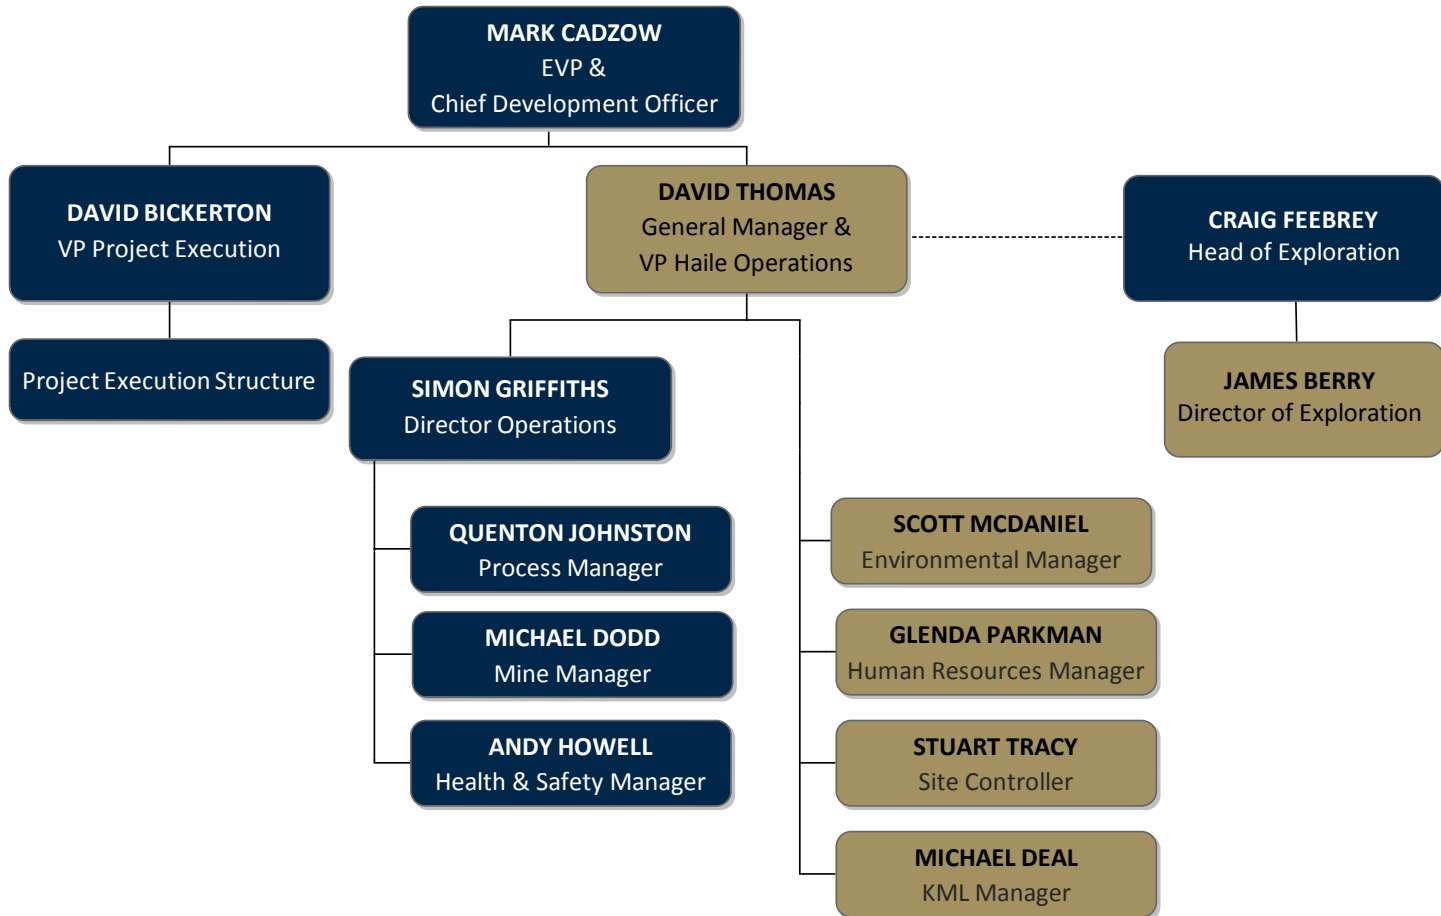 MARK CADZOW
EVP &
Chief Development Officer
DAVID BICKERTON
VP Project Execution
DAVID THOMAS
General Manager &
VP Haile Operations
CRAIG FEEBREY
Head of Exploration
Project Execution Structure
SIMON GRIFFITHS
Director Operations
JAMES BERRY
Director of Exploration
QUENTON JOHNSTON
Process Manager
MICHAEL DODD
Mine Manager
ANDY HOWELL
Health & Safety Manager
SCOTT MCDANIEL
Environmental Manager
GLENDA PARKMAN
Human Resources Manager
STUART TRACY
Site Controller
MICHAEL DEAL
KML Manager